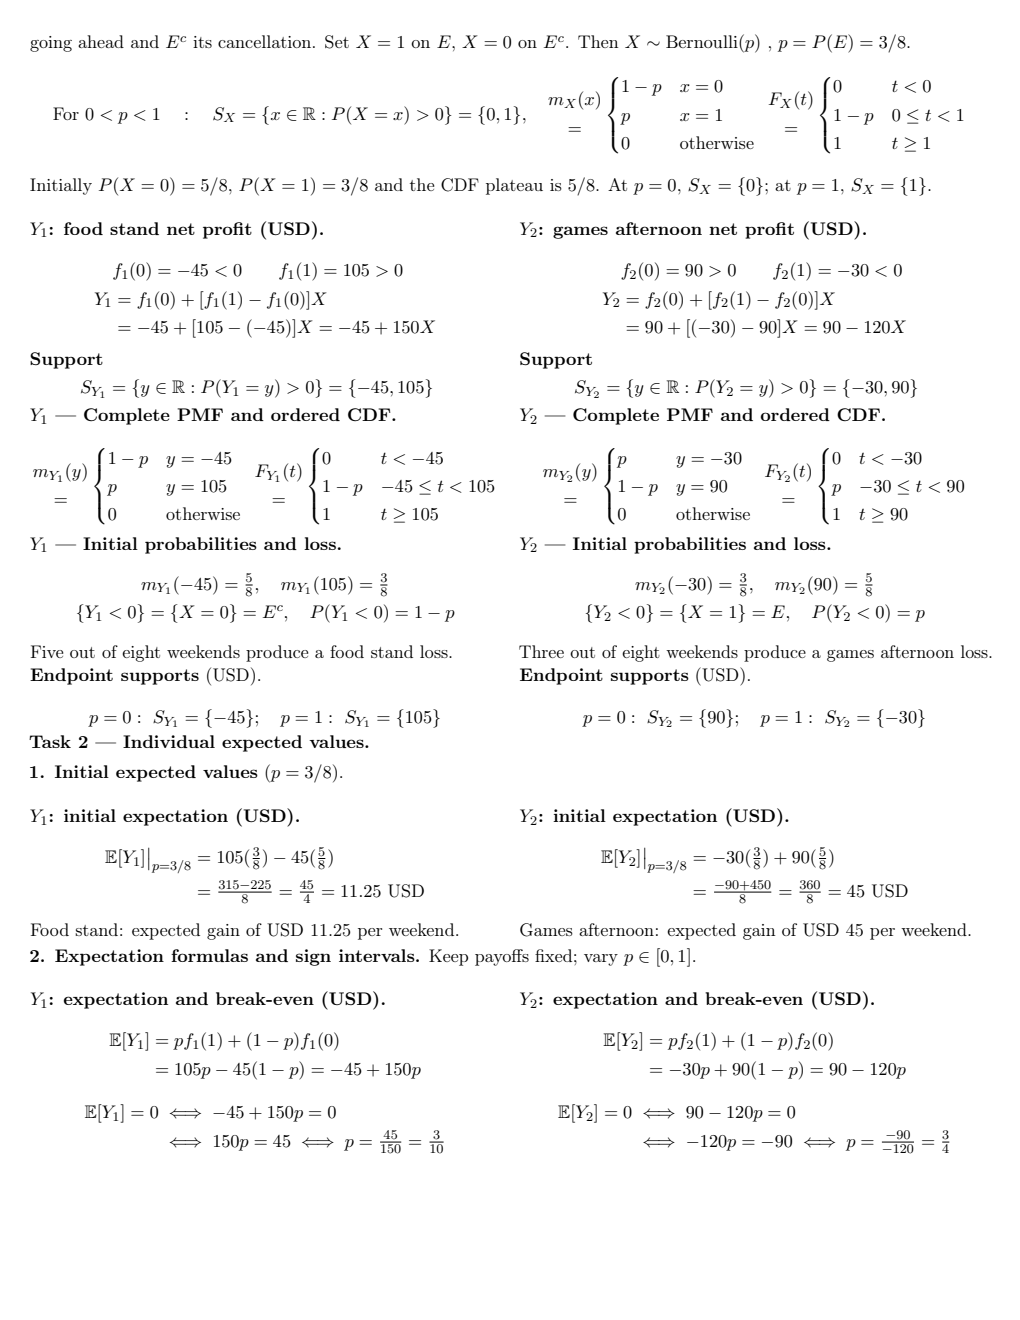 going ahead and Eᶜ its cancellation. Set X = 1 on E, X = 0 on Eᶜ. Then X ∼ Bernoulli(p) , p = P(E) = 3/8.
For 0 < p < 1 : S_X = {x ∈ ℝ : P(X = x) > 0} = {0, 1}, m_X(x) = { 1 − p x = 0; p x = 1; 0 otherwise F_X(t) = { 0 t < 0; 1 − p 0 ≤ t < 1; 1 t ≥ 1
Initially P(X = 0) = 5/8, P(X = 1) = 3/8 and the CDF plateau is 5/8. At p = 0, S_X = {0}; at p = 1, S_X = {1}.
Y₁: food stand net profit (USD).
f₁(0) = −45 < 0 f₁(1) = 105 > 0
Y₁ = f₁(0) + [f₁(1) − f₁(0)]X
= −45 + [105 − (−45)]X = −45 + 150X
Support
S_{Y₁} = {y ∈ ℝ : P(Y₁ = y) > 0} = {−45, 105}
Y₁ — Complete PMF and ordered CDF.
m_{Y₁}(y) = { 1 − p y = −45; p y = 105; 0 otherwise F_{Y₁}(t) = { 0 t < −45; 1 − p −45 ≤ t < 105; 1 t ≥ 105
Y₁ — Initial probabilities and loss.
m_{Y₁}(−45) = 5/8, m_{Y₁}(105) = 3/8
{Y₁ < 0} = {X = 0} = Eᶜ, P(Y₁ < 0) = 1 − p
Five out of eight weekends produce a food stand loss.
Endpoint supports (USD).
p = 0 : S_{Y₁} = {−45}; p = 1 : S_{Y₁} = {105}
Y₂: games afternoon net profit (USD).
f₂(0) = 90 > 0 f₂(1) = −30 < 0
Y₂ = f₂(0) + [f₂(1) − f₂(0)]X
= 90 + [(−30) − 90]X = 90 − 120X
Support
S_{Y₂} = {y ∈ ℝ : P(Y₂ = y) > 0} = {−30, 90}
Y₂ — Complete PMF and ordered CDF.
m_{Y₂}(y) = { p y = −30; 1 − p y = 90; 0 otherwise F_{Y₂}(t) = { 0 t < −30; p −30 ≤ t < 90; 1 t ≥ 90
Y₂ — Initial probabilities and loss.
m_{Y₂}(−30) = 3/8, m_{Y₂}(90) = 5/8
{Y₂ < 0} = {X = 1} = E, P(Y₂ < 0) = p
Three out of eight weekends produce a games afternoon loss.
Endpoint supports (USD).
p = 0 : S_{Y₂} = {90}; p = 1 : S_{Y₂} = {−30}
Task 2 — Individual expected values.
1. Initial expected values (p = 3/8).
Y₁: initial expectation (USD).
𝔼[Y₁]|_{p=3/8} = 105(3/8) − 45(5/8)
= (315−225)/8 = 45/4 = 11.25 USD
Food stand: expected gain of USD 11.25 per weekend.
Y₂: initial expectation (USD).
𝔼[Y₂]|_{p=3/8} = −30(3/8) + 90(5/8)
= (−90+450)/8 = 360/8 = 45 USD
Games afternoon: expected gain of USD 45 per weekend.
2. Expectation formulas and sign intervals. Keep payoffs fixed; vary p ∈ [0, 1].
Y₁: expectation and break-even (USD).
𝔼[Y₁] = pf₁(1) + (1 − p)f₁(0)
= 105p − 45(1 − p) = −45 + 150p
𝔼[Y₁] = 0 ⟺ −45 + 150p = 0
⟺ 150p = 45 ⟺ p = 45/150 = 3/10
Y₂: expectation and break-even (USD).
𝔼[Y₂] = pf₂(1) + (1 − p)f₂(0)
= −30p + 90(1 − p) = 90 − 120p
𝔼[Y₂] = 0 ⟺ 90 − 120p = 0
⟺ −120p = −90 ⟺ p = −90/−120 = 3/4